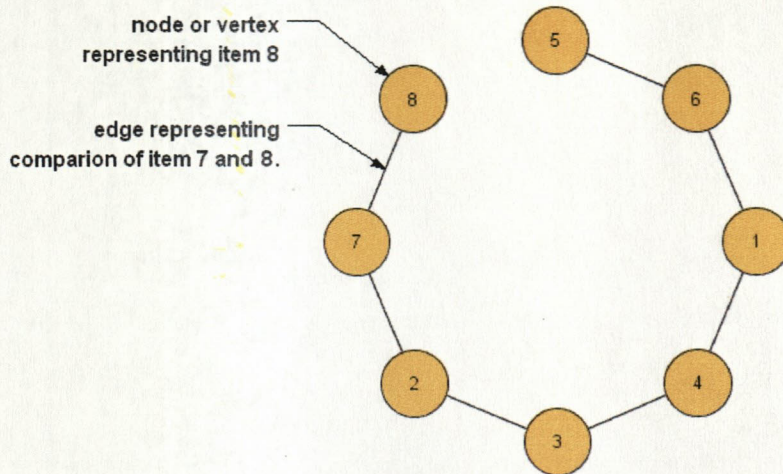 node or vertex
representing item 8
edge representing
comparion of item 7 and 8.
5
8
6
7
1
2
4
3